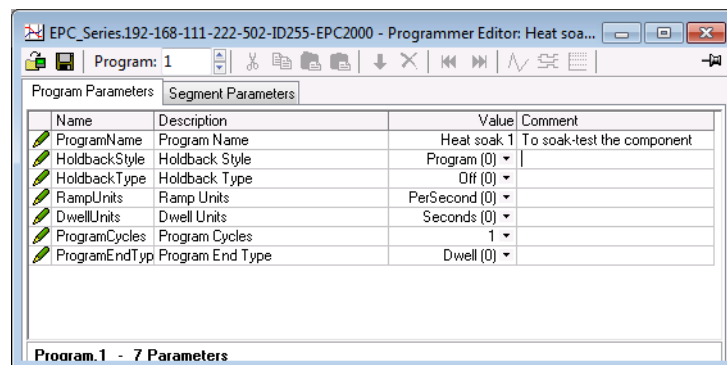 EPC_Series.192-168-111-222-502-ID255-EPC2000 - Programmer Editor: Heat soa...
Program: 1
Program Parameters Segment Parameters
Name Description Value Comment
ProgramName Program Name Heat soak 1 To soak-test the component
HoldbackStyle Holdback Style Program (0)
HoldbackType Holdback Type Off (0)
RampUnits Ramp Units PerSecond (0)
DwellUnits Dwell Units Seconds (0)
ProgramCycles Program Cycles 1
ProgramEndTyp Program End Type Dwell (0)
Program.1 - 7 Parameters